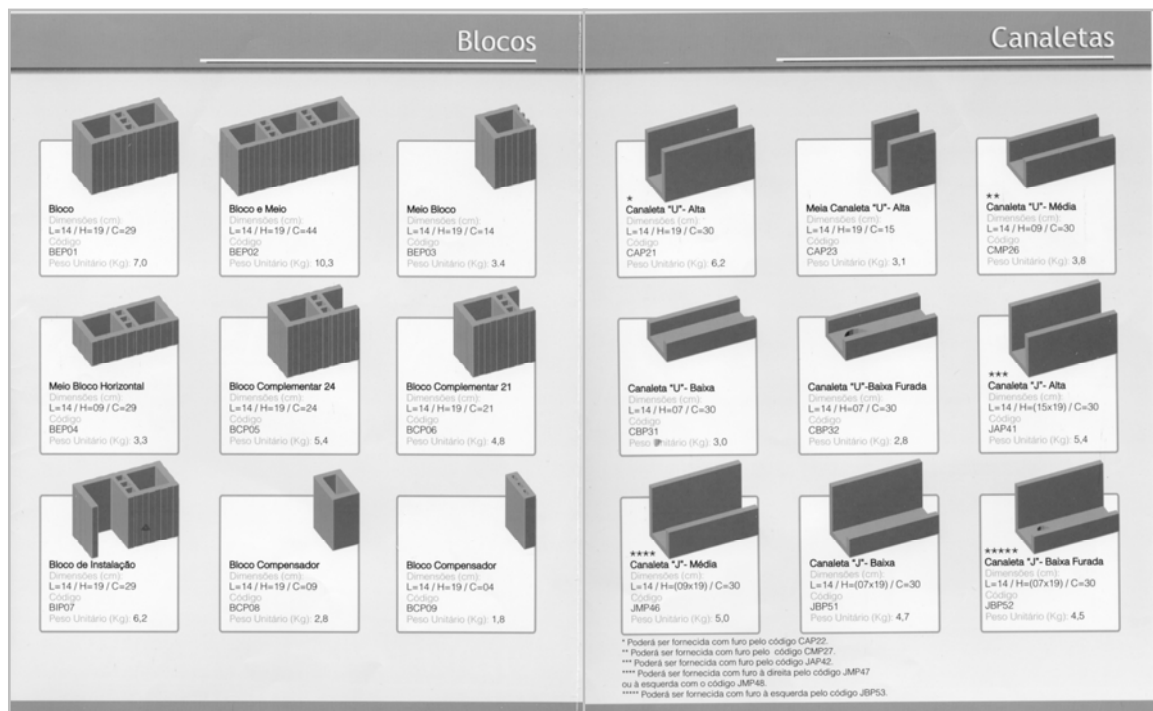 Blocos
Bloco
Dimensões (cm):
L=14 / H=19 / C=29
Código
BEP01
Peso Unitário (Kg): 7,0
Bloco e Meio
Dimensões (cm):
L=14 / H=19 / C=44
Código
BEP02
Peso Unitário (Kg): 10,3
Meio Bloco
Dimensões (cm):
L=14 / H=19 / C=14
Código
BEP03
Peso Unitário (Kg): 3.4
Meio Bloco Horizontal
Dimensões (cm):
L=14 / H=09 / C=29
Código
BEP04
Peso Unitário (Kg): 3,3
Bloco Complementar 24
Dimensões (cm):
L=14 / H=19 / C=24
Código
BCP05
Peso Unitário (Kg): 5,4
Bloco Complementar 21
Dimensões (cm):
L=14 / H=19 / C=21
Código
BCP06
Peso Unitário (Kg): 4,8
Bloco de Instalação
Dimensões (cm):
L=14 / H=19 / C=29
Código
BIP07
Peso Unitário (Kg): 6,2
Bloco Compensador
Dimensões (cm):
L=14 / H=19 / C=09
Código
BCP08
Peso Unitário (Kg): 2,8
Bloco Compensador
Dimensões (cm):
L=14 / H=19 / C=04
Código
BCP09
Peso Unitário (Kg): 1,8
Canaletas
*
Canaleta "U"- Alta
Dimensões (cm):
L=14 / H=19 / C=30
Código
CAP21
Peso Unitário (Kg): 6,2
Meia Canaleta "U"- Alta
Dimensões (cm):
L=14 / H=19 / C=15
Código
CAP23
Peso Unitário (Kg): 3,1
**
Canaleta "U"- Média
Dimensões (cm):
L=14 / H=09 / C=30
Código
CMP26
Peso Unitário (Kg): 3,8
Canaleta "U"- Baixa
Dimensões (cm):
L=14 / H=07 / C=30
Código
CBP31
Peso Unitário (Kg): 3,0
Canaleta "U"-Baixa Furada
Dimensões (cm):
L=14 / H=07 / C=30
Código
CBP32
Peso Unitário (Kg): 2,8
***
Canaleta "J"- Alta
Dimensões (cm):
L=14 / H=(15x19) / C=30
Código
JAP41
Peso Unitário (Kg): 5,4
****
Canaleta "J"- Média
Dimensões (cm):
L=14 / H=(09x19) / C=30
Código
JMP46
Peso Unitário (Kg): 5,0
Canaleta "J"- Baixa
Dimensões (cm):
L=14 / H=(07x19) / C=30
Código
JBP51
Peso Unitário (Kg): 4,7
*****
Canaleta "J"- Baixa Furada
Dimensões (cm):
L=14 / H=(07x19) / C=30
Código
JBP52
Peso Unitário (Kg): 4,5
* Poderá ser fornecida com furo pelo código CAP22.
** Poderá ser fornecida com furo pelo código CMP27.
*** Poderá ser fornecida com furo pelo código JAP42.
**** Poderá ser fornecida com furo à direita pelo código JMP47
ou à esquerda com o código JMP48.
***** Poderá ser fornecida com furo à esquerda pelo código JBP53.